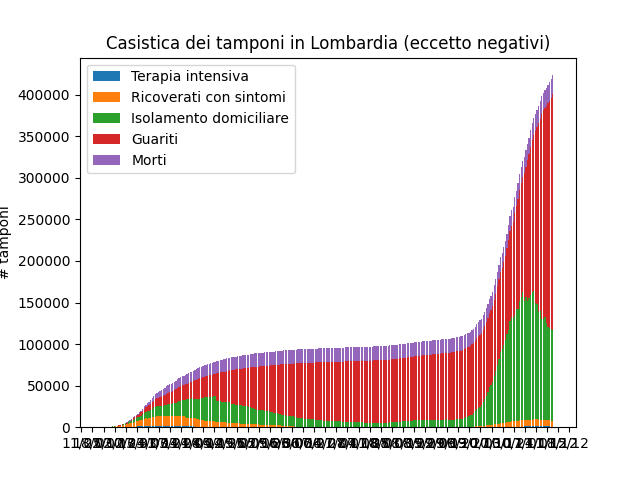 Casistica dei tamponi in Lombardia (eccetto negativi)
Terapia intensiva
Ricoverati con sintomi
Isolamento domiciliare
Guariti
Morti
# tamponi
400000
350000
300000
250000
200000
150000
100000
50000
0